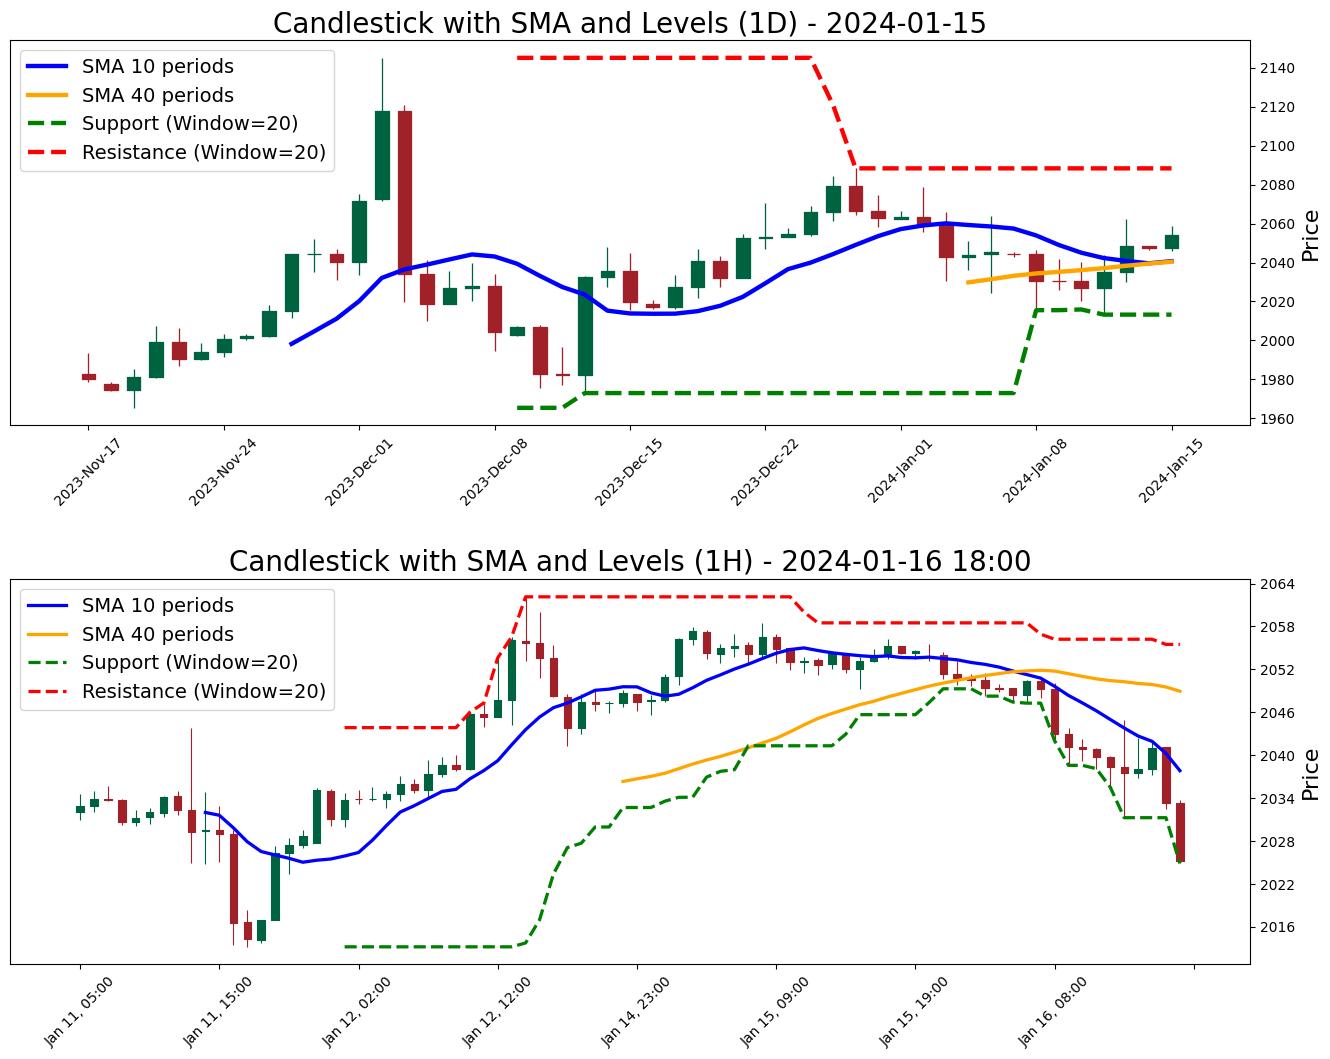 Candlestick with SMA and Levels (1D) - 2024-01-15
SMA 10 periods
SMA 40 periods
Support (Window=20)
Resistance (Window=20)
2140
2120
2100
2080
2060
2040
2020
2000
1980
1960
Price
2023-Nov-17
2023-Nov-24
2023-Dec-01
2023-Dec-08
2023-Dec-15
2023-Dec-22
2024-Jan-01
2024-Jan-08
2024-Jan-15
Candlestick with SMA and Levels (1H) - 2024-01-16 18:00
SMA 10 periods
SMA 40 periods
Support (Window=20)
Resistance (Window=20)
2064
2058
2052
2046
2040
2034
2028
2022
2016
Price
Jan 11, 05:00
Jan 11, 15:00
Jan 12, 02:00
Jan 12, 12:00
Jan 14, 23:00
Jan 15, 09:00
Jan 15, 19:00
Jan 16, 08:00